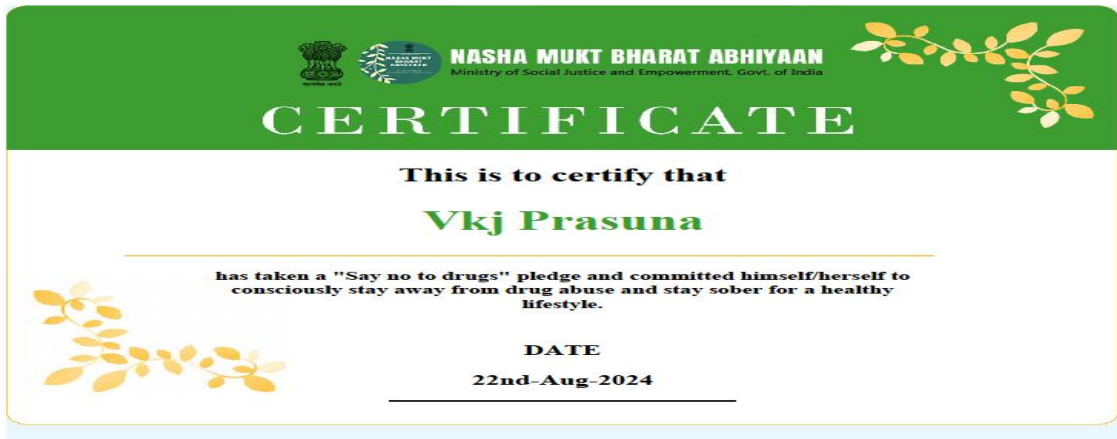 NASHA MUKT BHARAT ABHIYAAN
Ministry of Social Justice and Empowerment, Govt. of India
CERTIFICATE
This is to certify that
Vkj Prasuna
has taken a "Say no to drugs" pledge and committed himself/herself to
consciously stay away from drug abuse and stay sober for a healthy
lifestyle.
DATE
22nd-Aug-2024